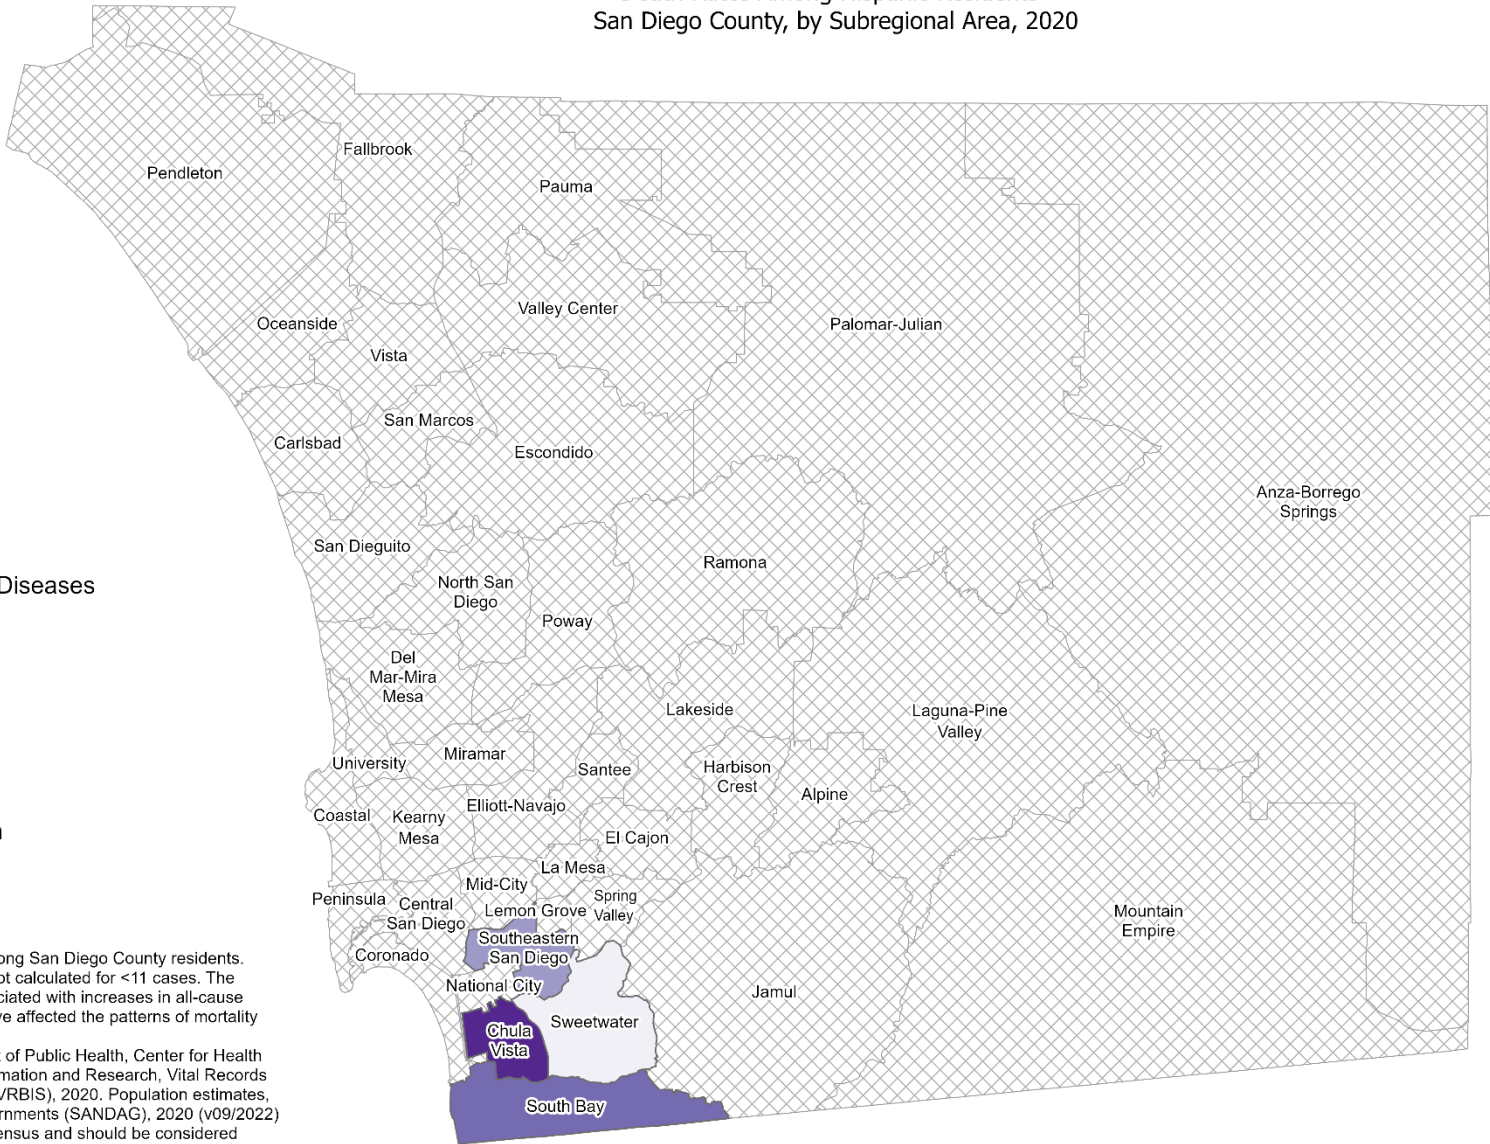 San Diego County, by Subregional Area, 2020
Fallbrook
Pendleton
Pauma
Valley Center
Oceanside
Palomar-Julian
Vista
San Marcos
Carlsbad
Escondido
Anza-Borrego
Springs
San Dieguito
Ramona
Diseases
North San
Diego
Poway
Del
Mar-Mira
Mesa
Lakeside
Laguna-Pine
Valley
Miramar
University
Santee
Harbison
Crest
Alpine
Elliott-Navajo
Coastal
Kearny
Mesa
El Cajon
La Mesa
Mid-City
Spring
Valley
Peninsula
Central
San Diego
Lemon Grove
Mountain
Empire
Southeastern
San Diego
Coronado
National City
Jamul
Sweetwater
Chula
Vista
South Bay
ong San Diego County residents.
ot calculated for <11 cases. The
ciated with increases in all-cause
ve affected the patterns of mortality
t of Public Health, Center for Health
mation and Research, Vital Records
VRBIS), 2020. Population estimates,
rnments (SANDAG), 2020 (v09/2022)
ensus and should be considered